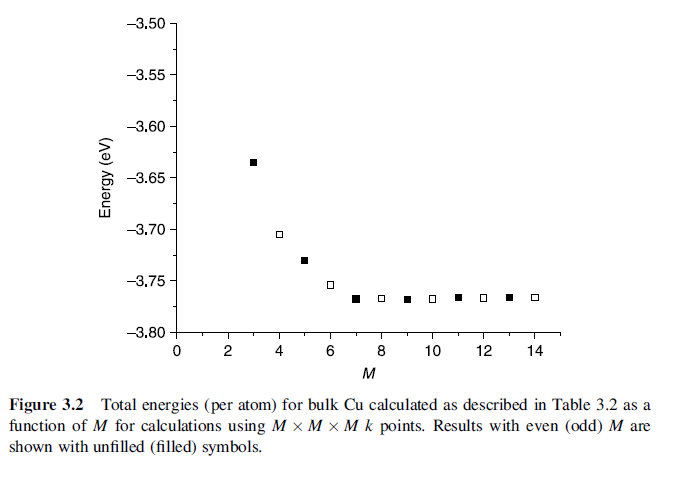 −3.50
−3.55
−3.60
−3.65
−3.70
−3.75
−3.80
Energy (eV)
0 2 4 6 8 10 12 14
M
Figure 3.2 Total energies (per atom) for bulk Cu calculated as described in Table 3.2 as a
function of M for calculations using M × M × M k points. Results with even (odd) M are
shown with unfilled (filled) symbols.